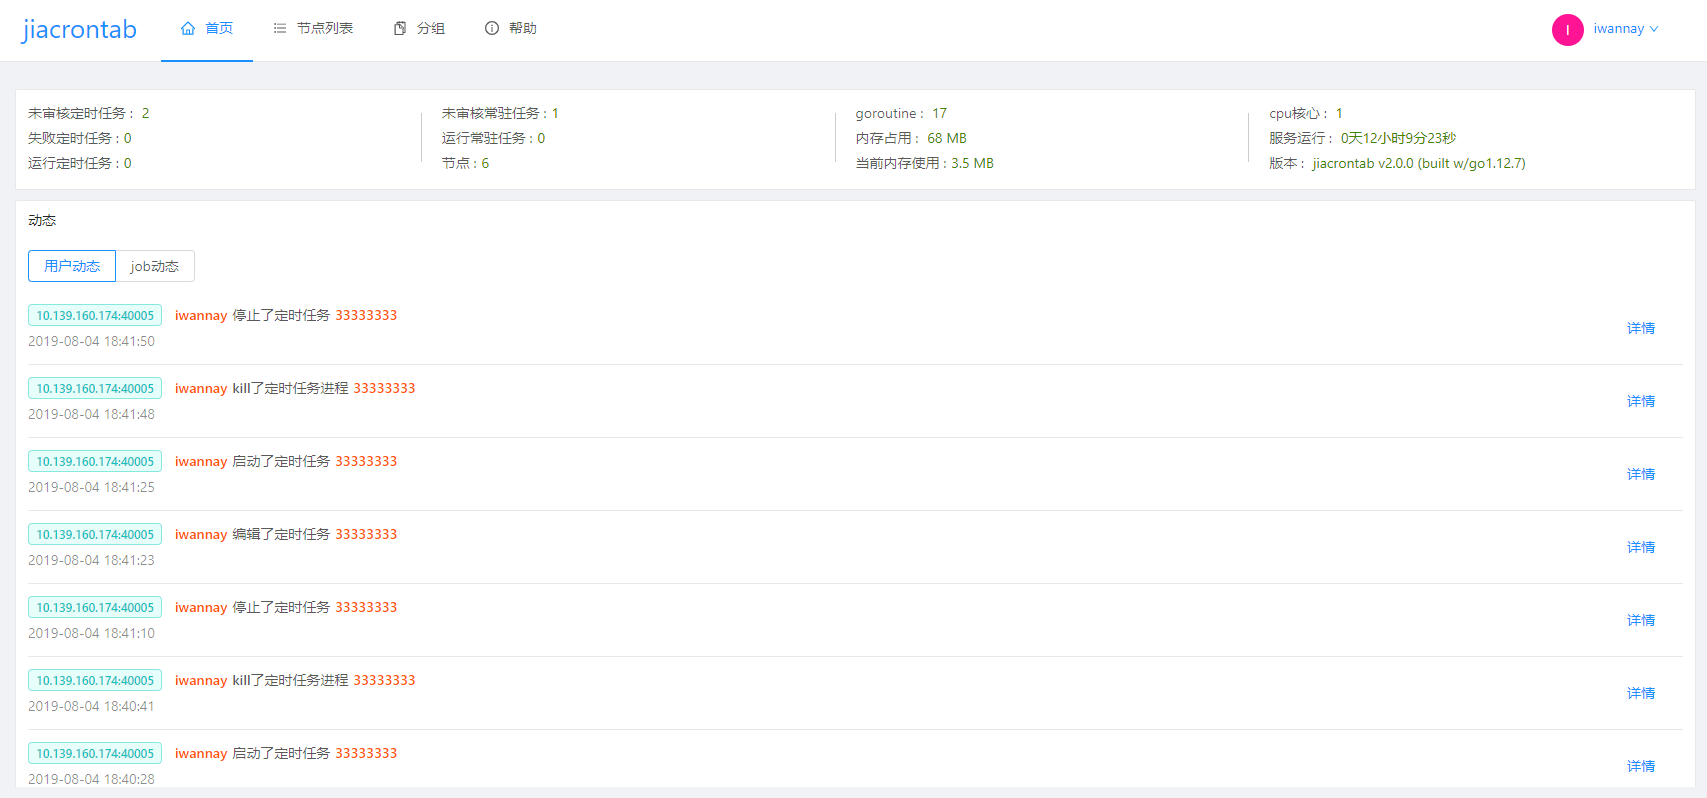 jiacrontab 首页 节点列表 分组 帮助 I iwannay
未审核定时任务 : 2
失败定时任务 : 0
运行定时任务 : 0
未审核常驻任务 : 1
运行常驻任务 : 0
节点 : 6
goroutine : 17
内存占用 : 68 MB
当前内存使用 : 3.5 MB
cpu核心 : 1
服务运行 : 0天12小时9分23秒
版本 : jiacrontab v2.0.0 (built w/go1.12.7)
动态
用户动态 job动态
10.139.160.174:40005 iwannay 停止了定时任务 33333333
2019-08-04 18:41:50
详情
10.139.160.174:40005 iwannay kill了定时任务进程 33333333
2019-08-04 18:41:48
详情
10.139.160.174:40005 iwannay 启动了定时任务 33333333
2019-08-04 18:41:25
详情
10.139.160.174:40005 iwannay 编辑了定时任务 33333333
2019-08-04 18:41:23
详情
10.139.160.174:40005 iwannay 停止了定时任务 33333333
2019-08-04 18:41:10
详情
10.139.160.174:40005 iwannay kill了定时任务进程 33333333
2019-08-04 18:40:41
详情
10.139.160.174:40005 iwannay 启动了定时任务 33333333
2019-08-04 18:40:28
详情